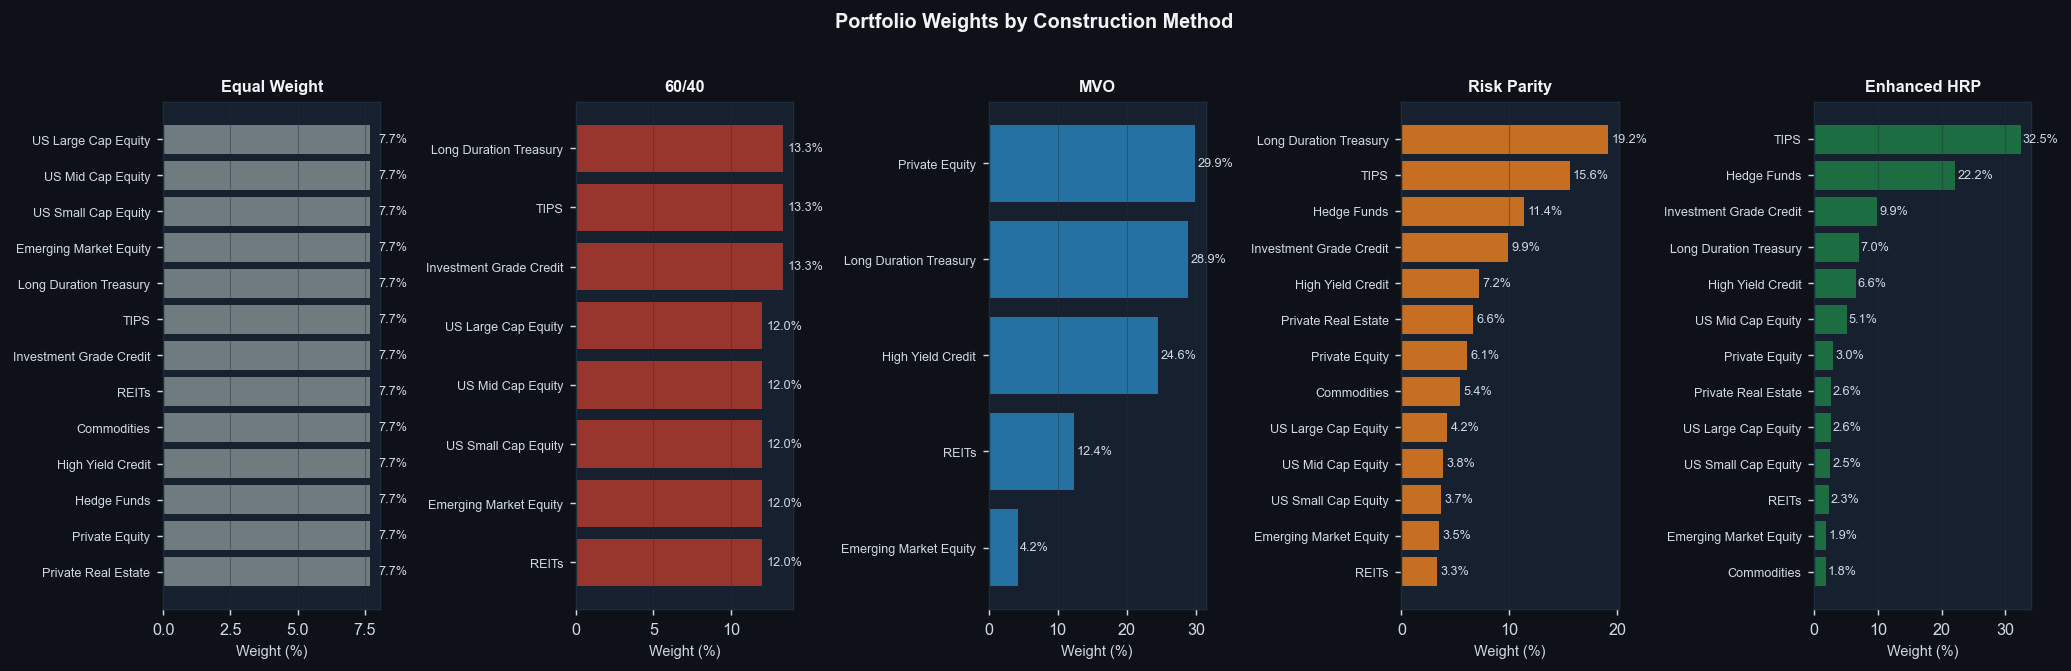 Portfolio Weights by Construction Method
Equal Weight
US Large Cap Equity 7.7%
US Mid Cap Equity 7.7%
US Small Cap Equity 7.7%
Emerging Market Equity 7.7%
Long Duration Treasury 7.7%
TIPS 7.7%
Investment Grade Credit 7.7%
REITs 7.7%
Commodities 7.7%
High Yield Credit 7.7%
Hedge Funds 7.7%
Private Equity 7.7%
Private Real Estate 7.7%
0.0 2.5 5.0 7.5
Weight (%)
60/40
Long Duration Treasury 13.3%
TIPS 13.3%
Investment Grade Credit 13.3%
US Large Cap Equity 12.0%
US Mid Cap Equity 12.0%
US Small Cap Equity 12.0%
Emerging Market Equity 12.0%
REITs 12.0%
0 5 10
Weight (%)
MVO
Private Equity 29.9%
Long Duration Treasury 28.9%
High Yield Credit 24.6%
REITs 12.4%
Emerging Market Equity 4.2%
0 10 20 30
Weight (%)
Risk Parity
Long Duration Treasury 19.2%
TIPS 15.6%
Hedge Funds 11.4%
Investment Grade Credit 9.9%
High Yield Credit 7.2%
Private Real Estate 6.6%
Private Equity 6.1%
Commodities 5.4%
US Large Cap Equity 4.2%
US Mid Cap Equity 3.8%
US Small Cap Equity 3.7%
Emerging Market Equity 3.5%
REITs 3.3%
0 10 20
Weight (%)
Enhanced HRP
TIPS 32.5%
Hedge Funds 22.2%
Investment Grade Credit 9.9%
Long Duration Treasury 7.0%
High Yield Credit 6.6%
US Mid Cap Equity 5.1%
Private Equity 3.0%
Private Real Estate 2.6%
US Large Cap Equity 2.6%
US Small Cap Equity 2.5%
REITs 2.3%
Emerging Market Equity 1.9%
Commodities 1.8%
0 10 20 30
Weight (%)